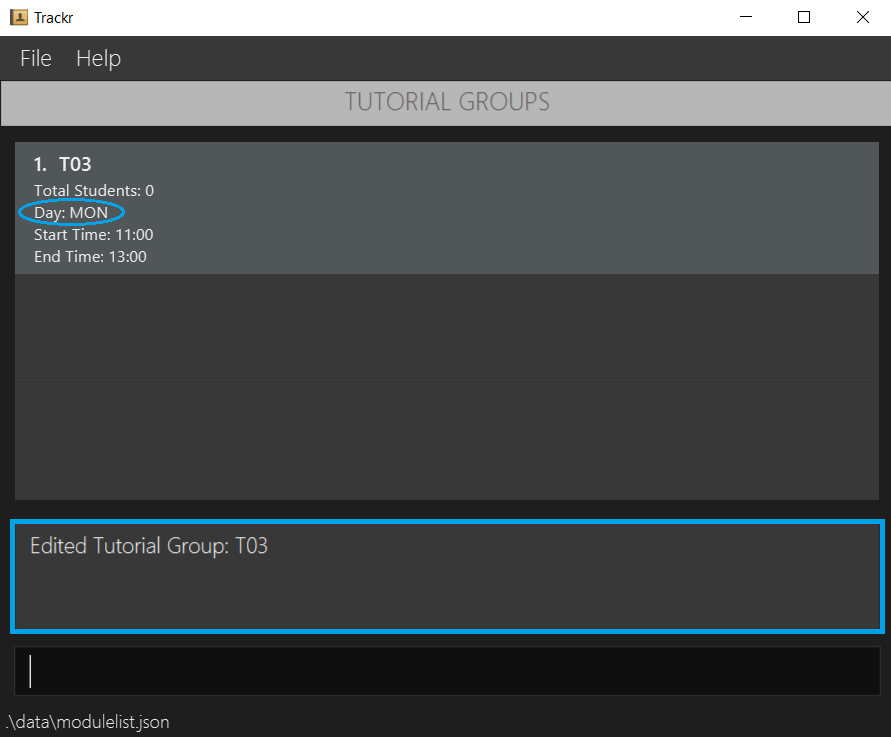 Trackr
File Help
TUTORIAL GROUPS
1. T03
Total Students: 0
Day: MON
Start Time: 11:00
End Time: 13:00
Edited Tutorial Group: T03
.\data\modulelist.json